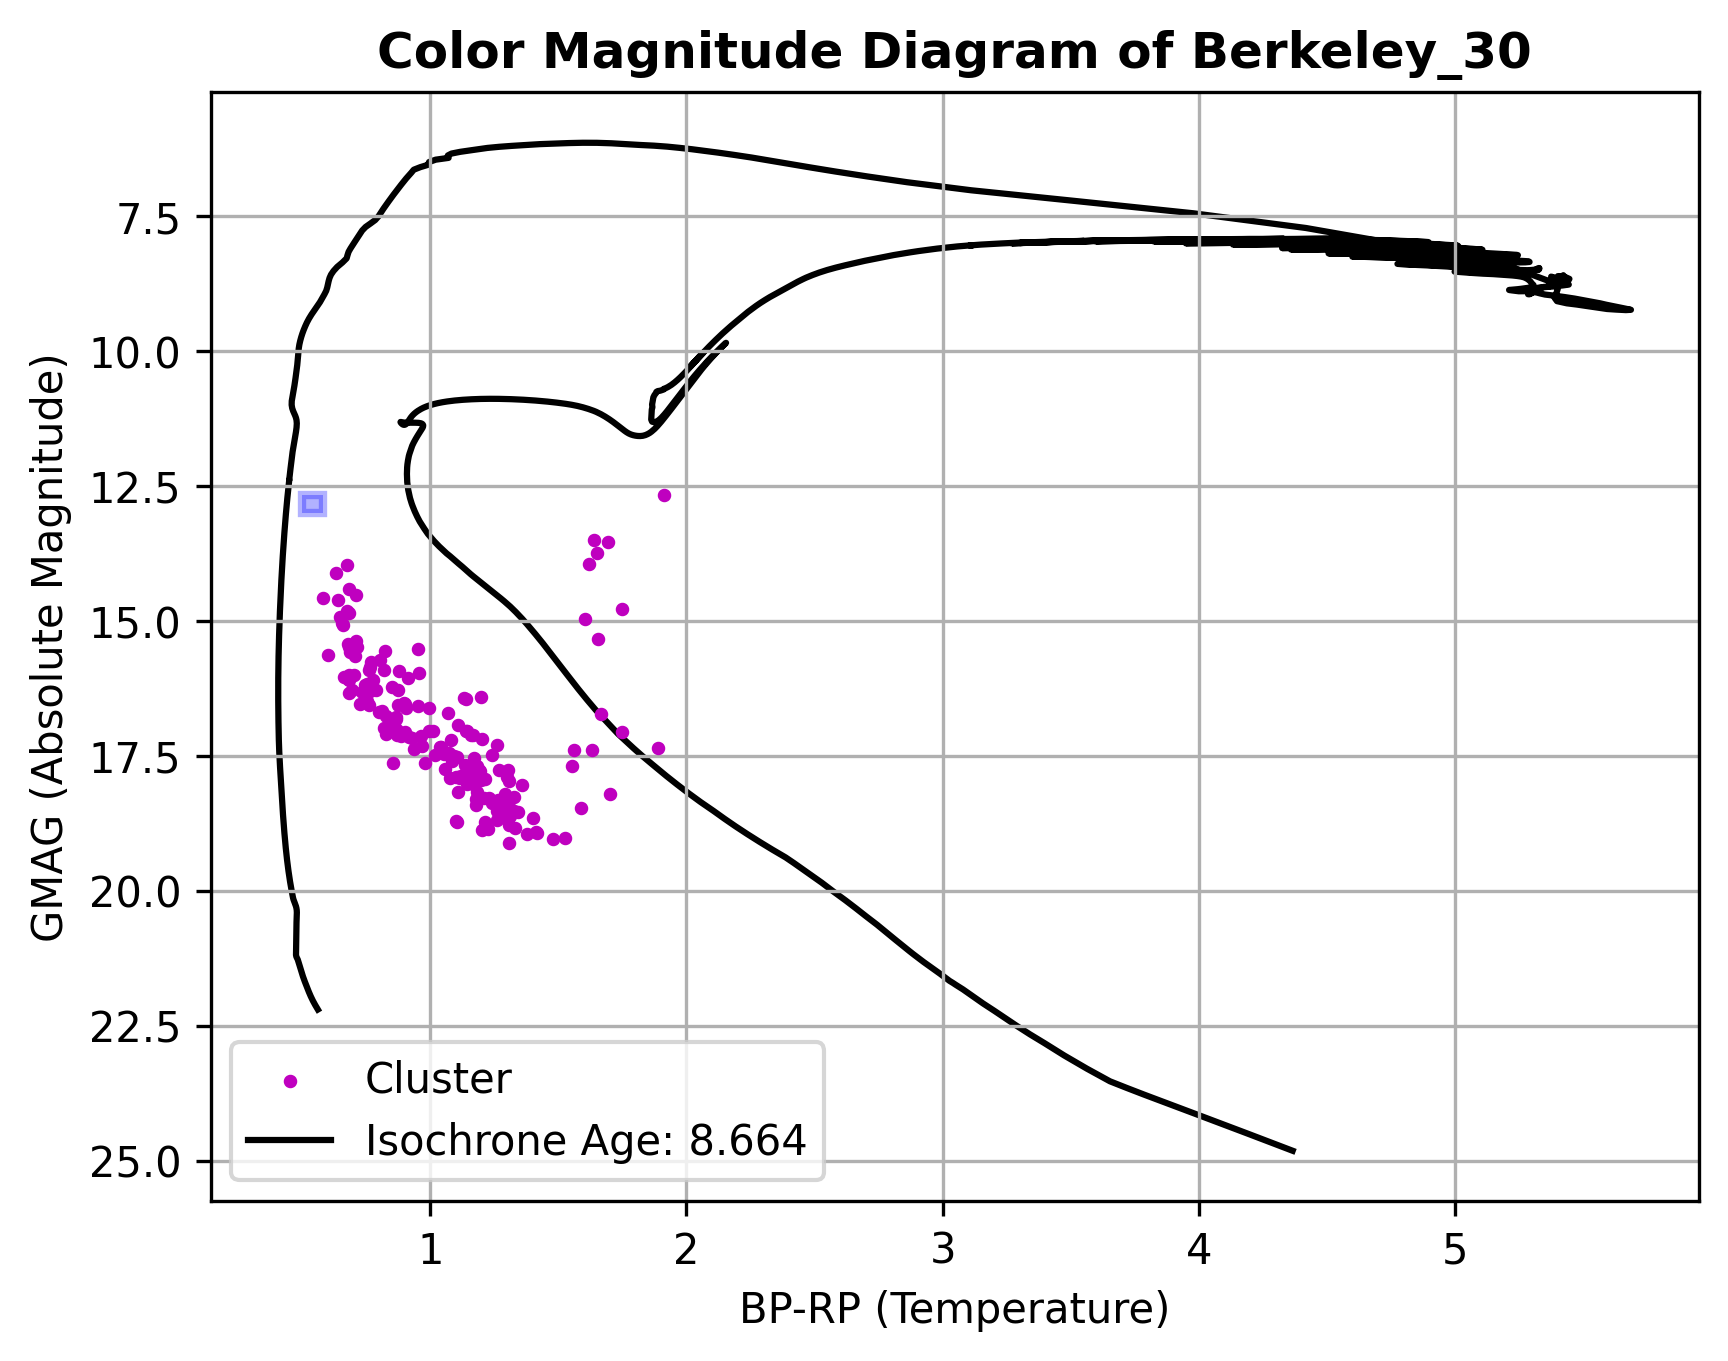 Color Magnitude Diagram of Berkeley_30
GMAG (Absolute Magnitude)
7.5
10.0
12.5
15.0
17.5
20.0
22.5
25.0
Cluster
Isochrone Age: 8.664
1
2
3
4
5
BP-RP (Temperature)